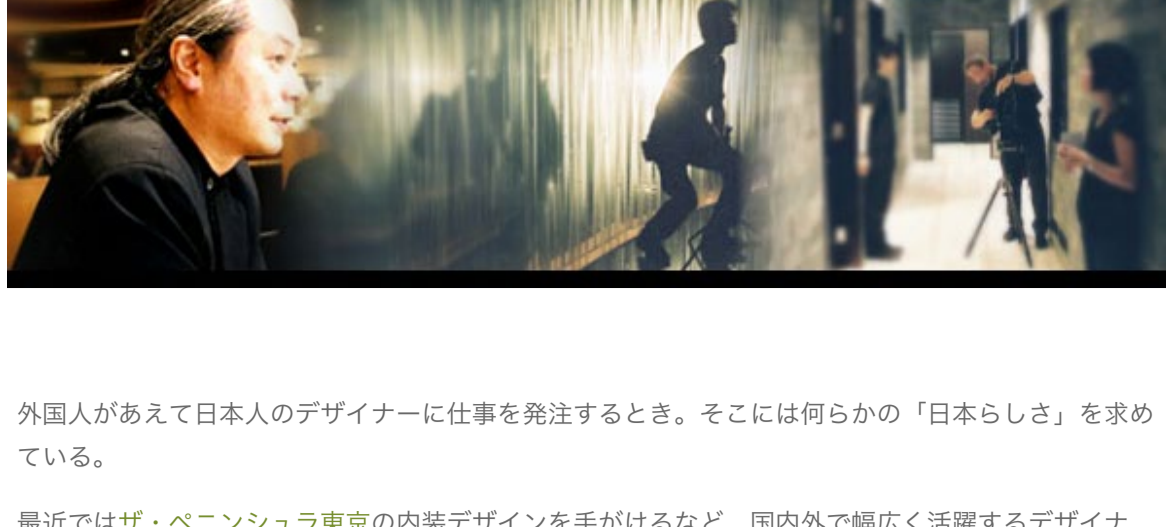 外国人があえて日本人のデザイナーに仕事を発注するとき。そこには何らかの「日本らしさ」を求め
ている。
最近ではザ・ペニンシュラ東京の内装デザインを手がけるなど、国内外で幅広く活躍するデザイナ